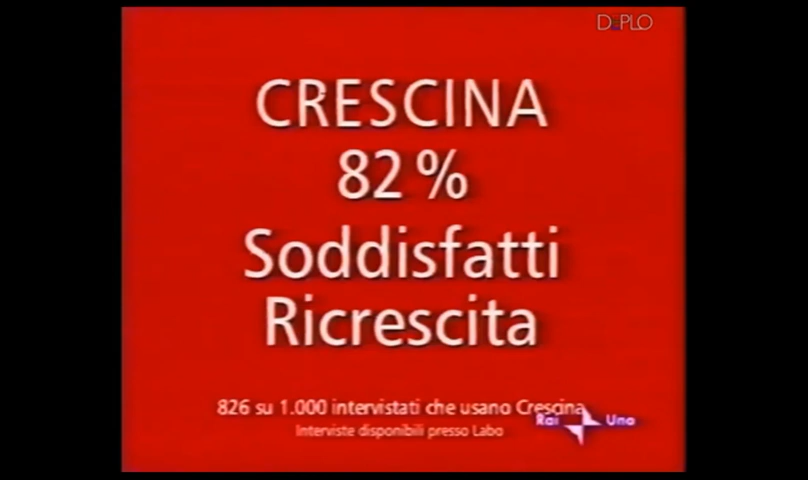 DePLO
CRESCINA
82 %
Soddisfatti
Ricrescita
826 su 1.000 intervistati che usano Crescina
Interviste disponibili presso Labo
Rai Uno